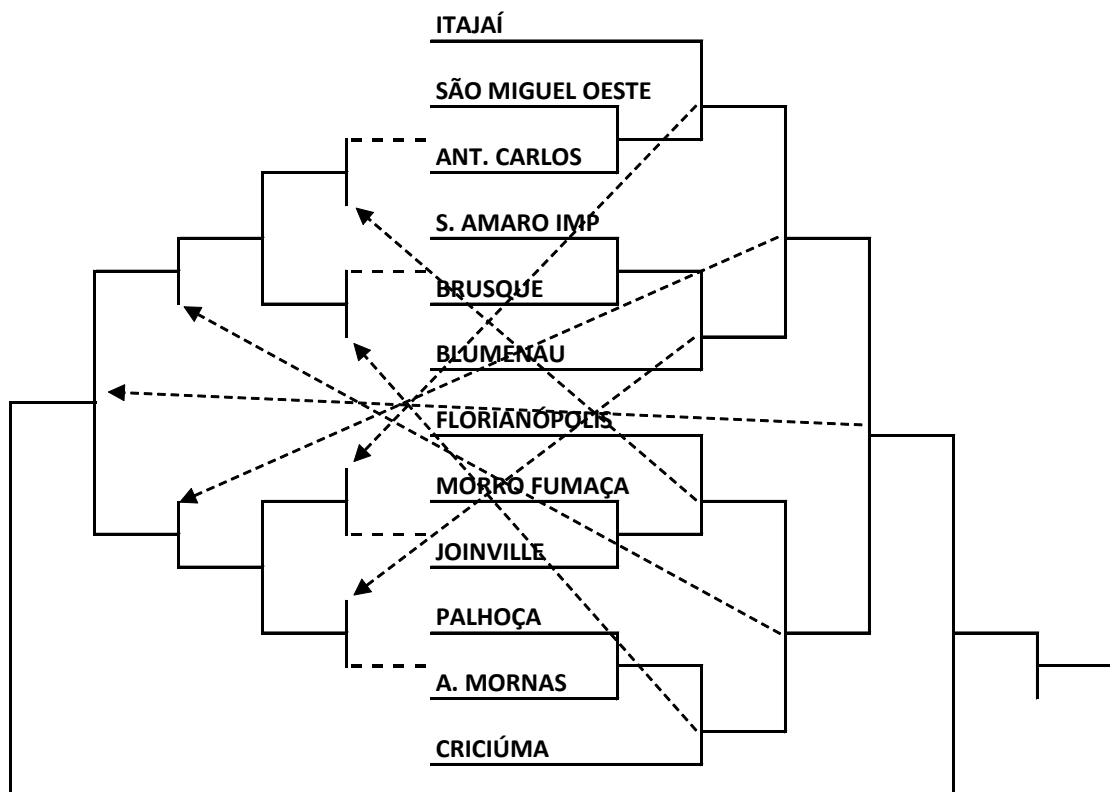 ITAJAÍ
SÃO MIGUEL OESTE
ANT. CARLOS
S. AMARO IMP
BRUSQUE
BLUMENAU
FLORIANÓPOLIS
MORRO FUMAÇA
JOINVILLE
PALHOÇA
A. MORNAS
CRICIÚMA